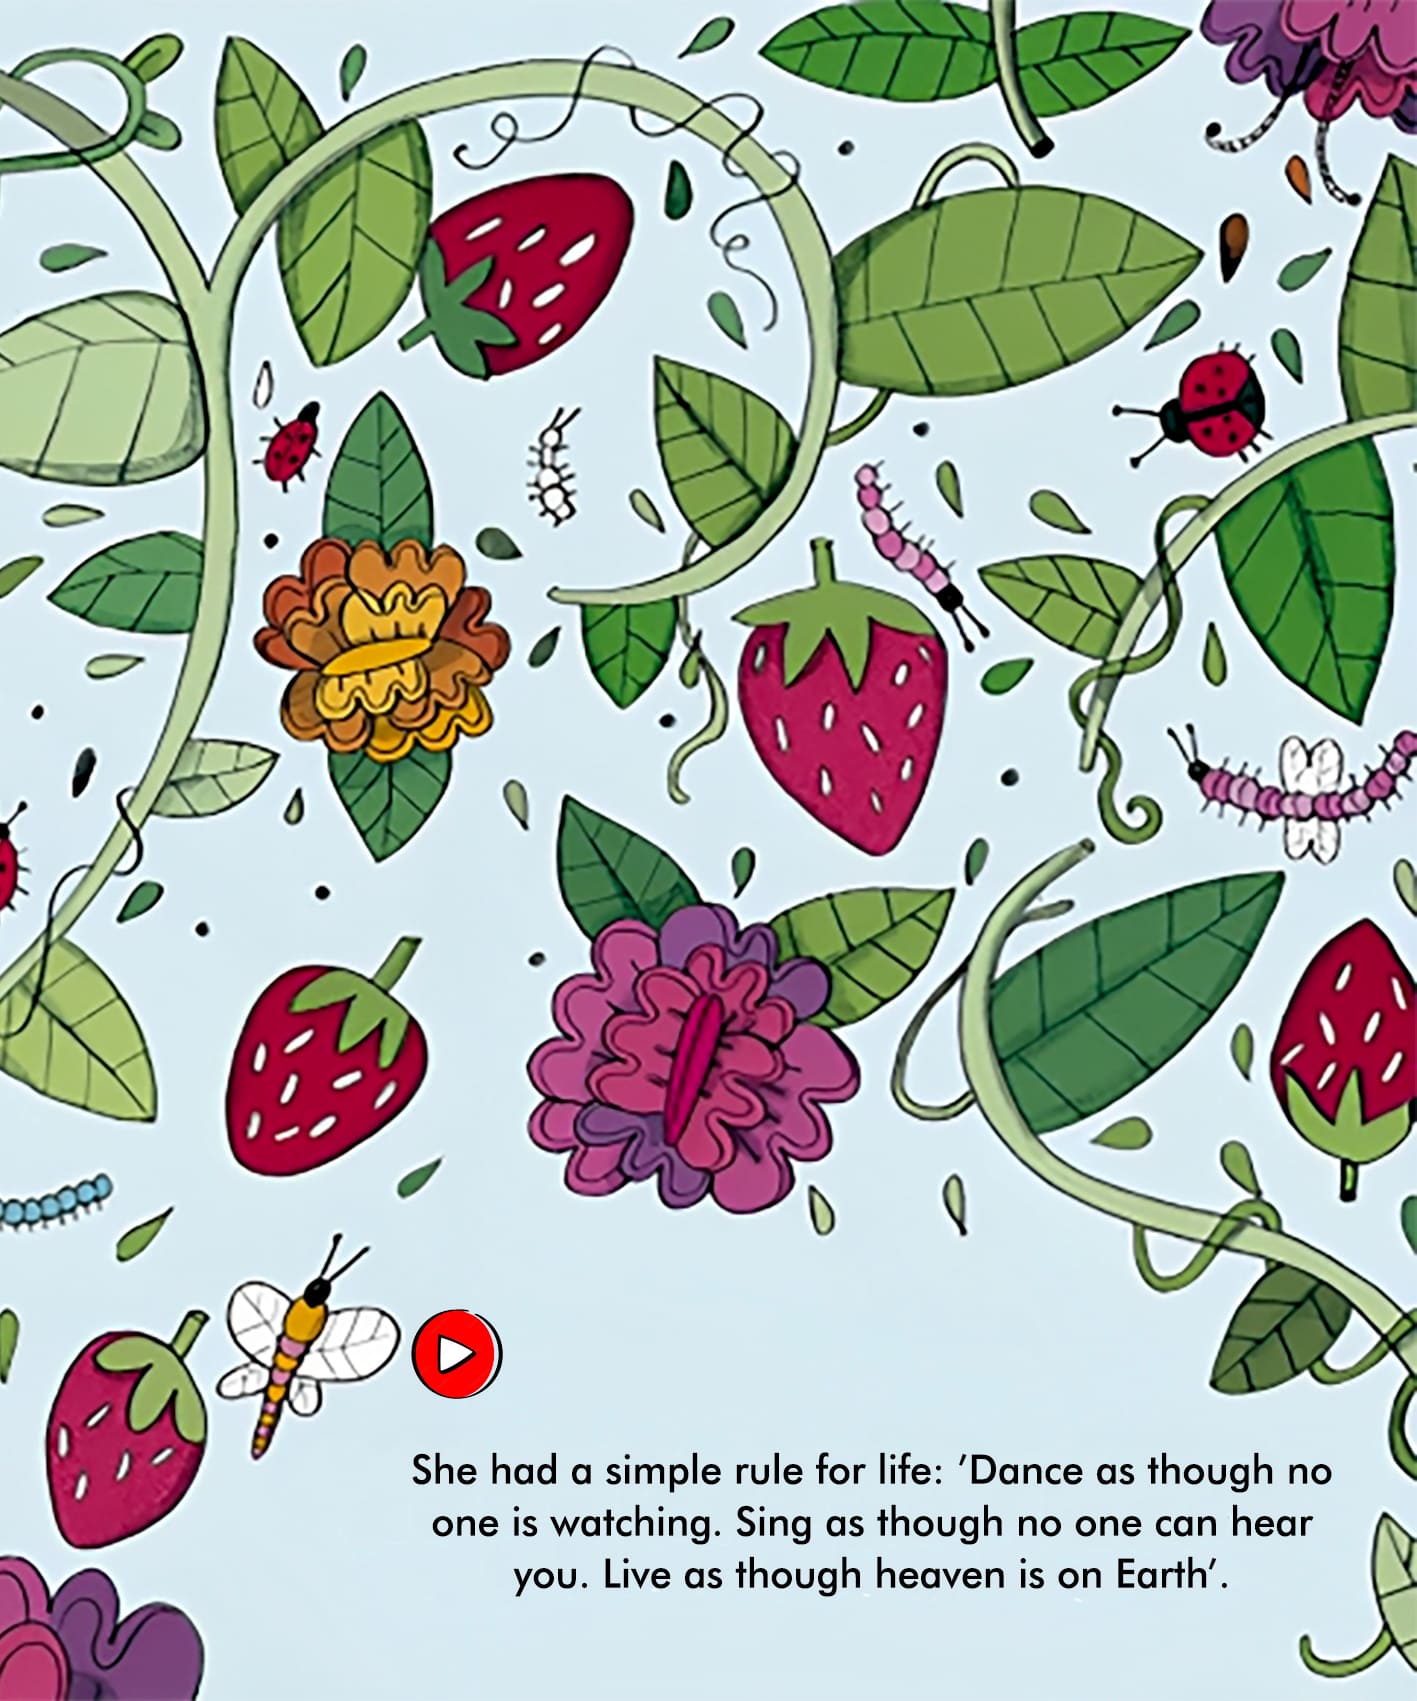 She had a simple rule for life: ’Dance as though no
one is watching. Sing as though no one can hear
you. Live as though heaven is on Earth’.